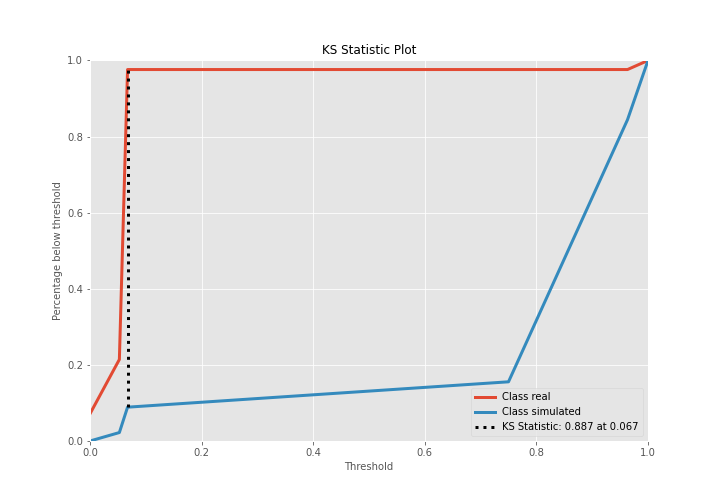 KS Statistic Plot
1.0
0.8
0.6
0.4
0.2
0.0
Percentage below threshold
0.0 0.2 0.4 0.6 0.8 1.0
Threshold
Class real
Class simulated
KS Statistic: 0.887 at 0.067